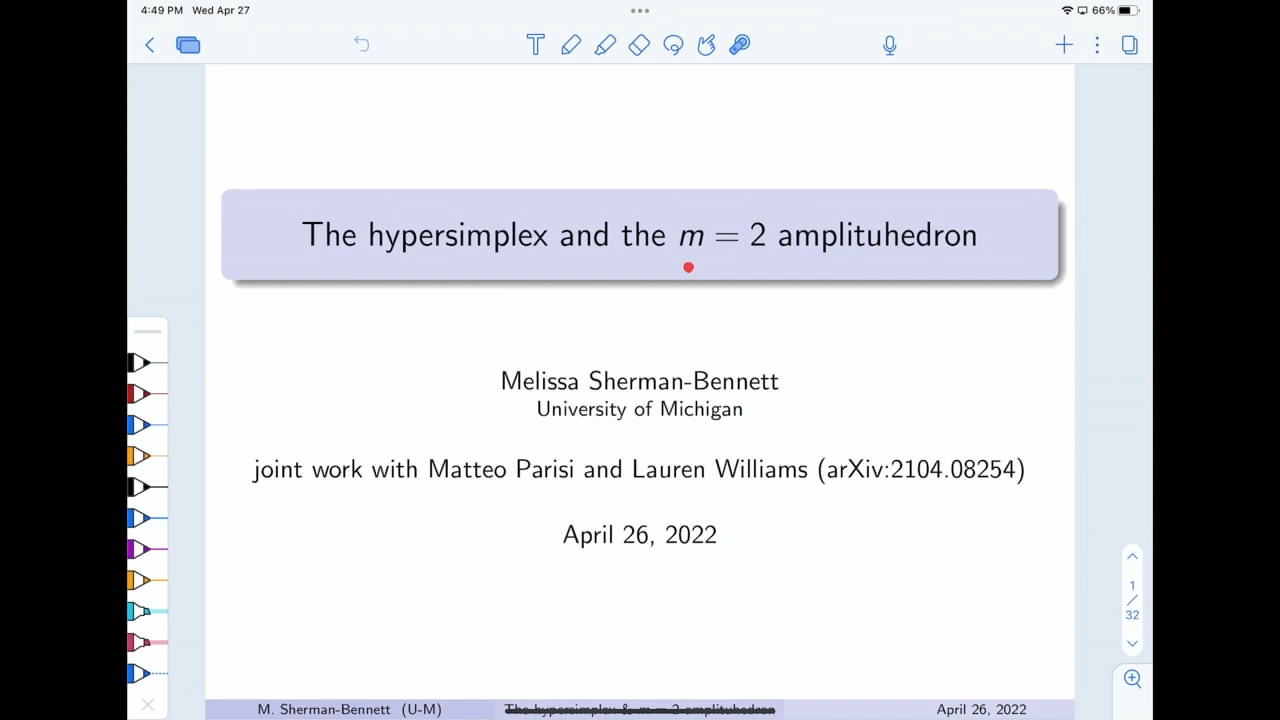 4:49 PM Wed Apr 27
66%
The hypersimplex and the m = 2 amplituhedron
Melissa Sherman-Bennett
University of Michigan
joint work with Matteo Parisi and Lauren Williams (arXiv:2104.08254)
April 26, 2022
1
/
32
M. Sherman-Bennett (U-M) The hypersimplex & m = 2 amplituhedron April 26, 2022